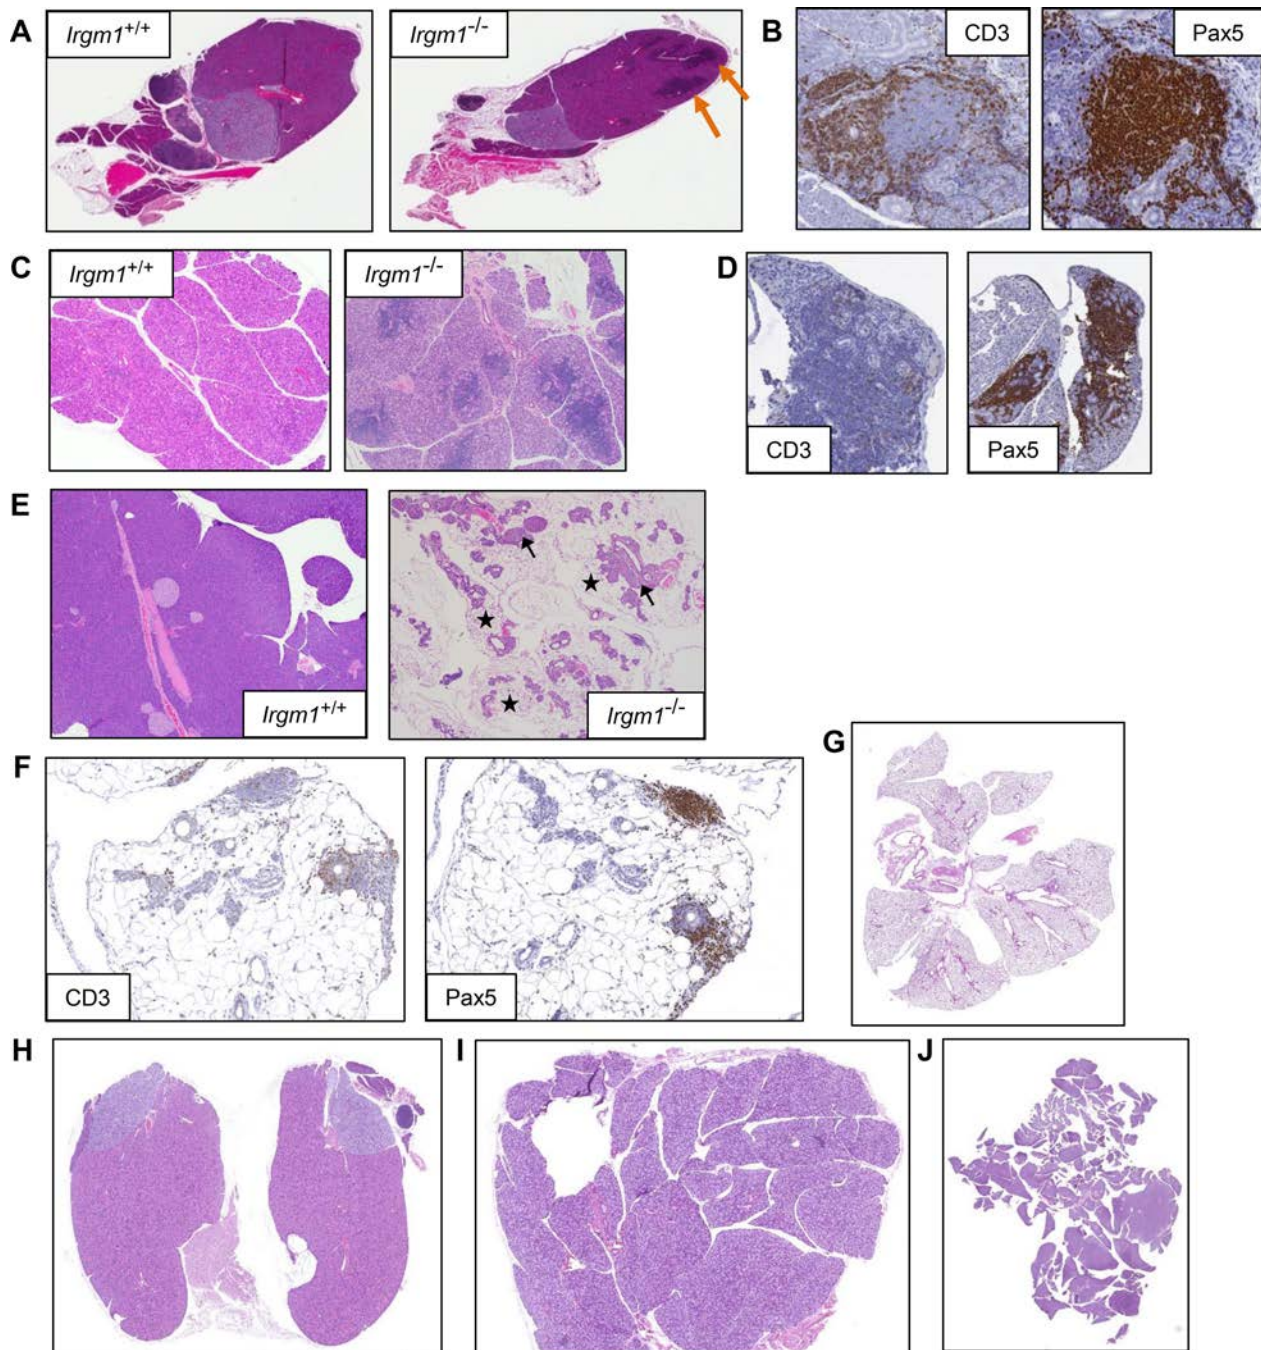 A
Irgm1+/+
Irgm1-/-
B
CD3
Pax5
C
Irgm1+/+
Irgm1-/-
D
CD3
Pax5
E
Irgm1+/+
Irgm1-/-
F
CD3
Pax5
G
H
I
J